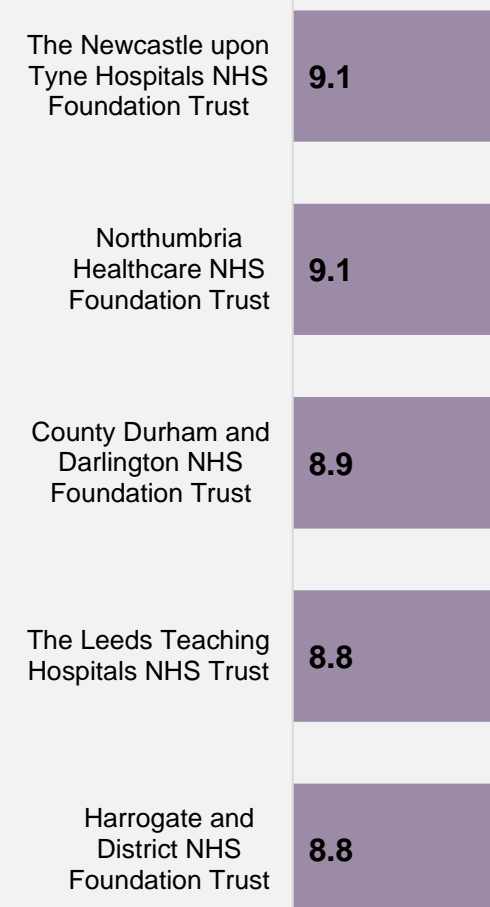 The Newcastle upon
Tyne Hospitals NHS
Foundation Trust
9.1
Northumbria
Healthcare NHS
Foundation Trust
9.1
County Durham and
Darlington NHS
Foundation Trust
8.9
The Leeds Teaching
Hospitals NHS Trust
8.8
Harrogate and
District NHS
Foundation Trust
8.8